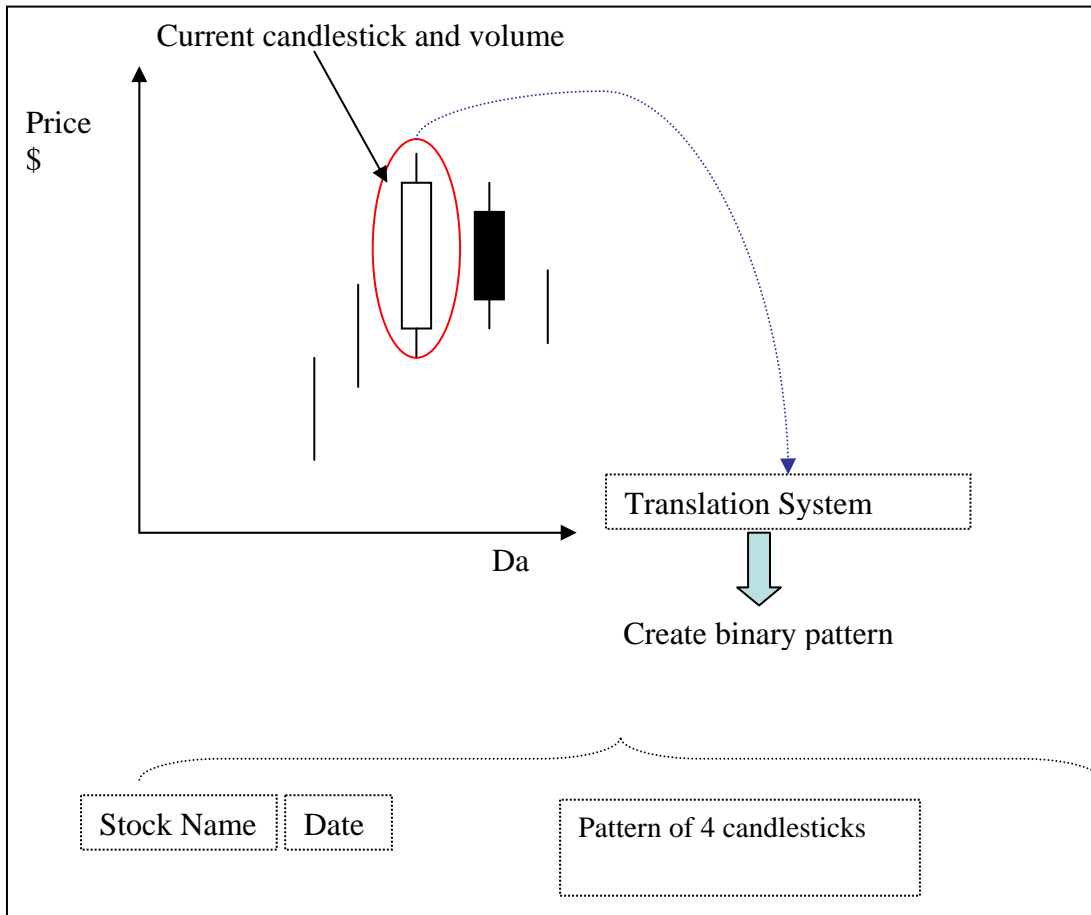 Current candlestick and volume
Price
$
Translation System
Da
Create binary pattern
Stock Name
Date
Pattern of 4 candlesticks